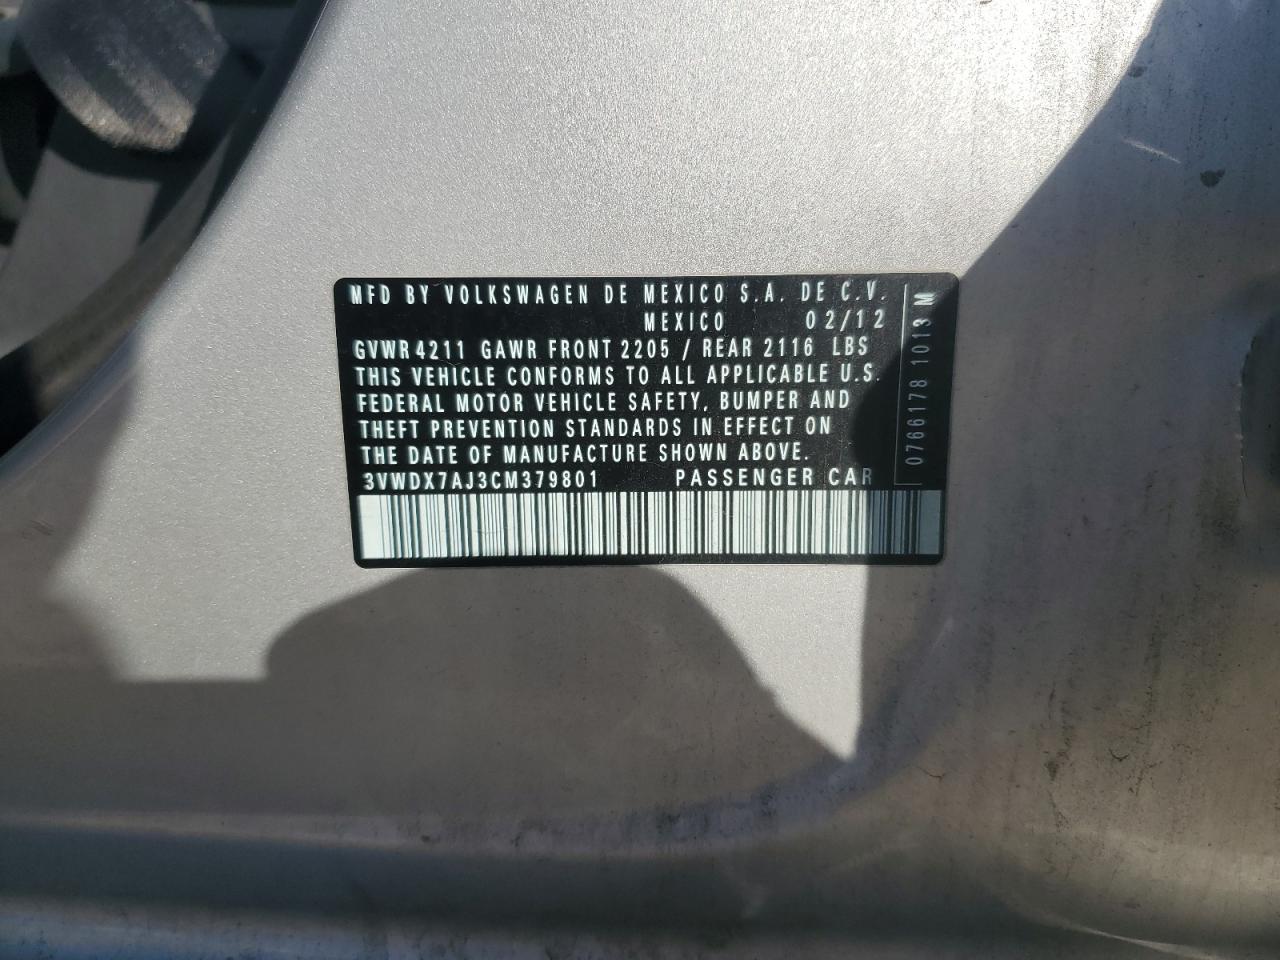 MFD BY VOLKSWAGEN DE MEXICO S.A. DE C.V.
MEXICO 02/12
GVWR 4211 GAWR FRONT 2205 / REAR 2116 LBS
THIS VEHICLE CONFORMS TO ALL APPLICABLE U.S.
FEDERAL MOTOR VEHICLE SAFETY, BUMPER AND
THEFT PREVENTION STANDARDS IN EFFECT ON
THE DATE OF MANUFACTURE SHOWN ABOVE.
3VWDX7AJ3CM379801 PASSENGER CAR
0766178 1013 M